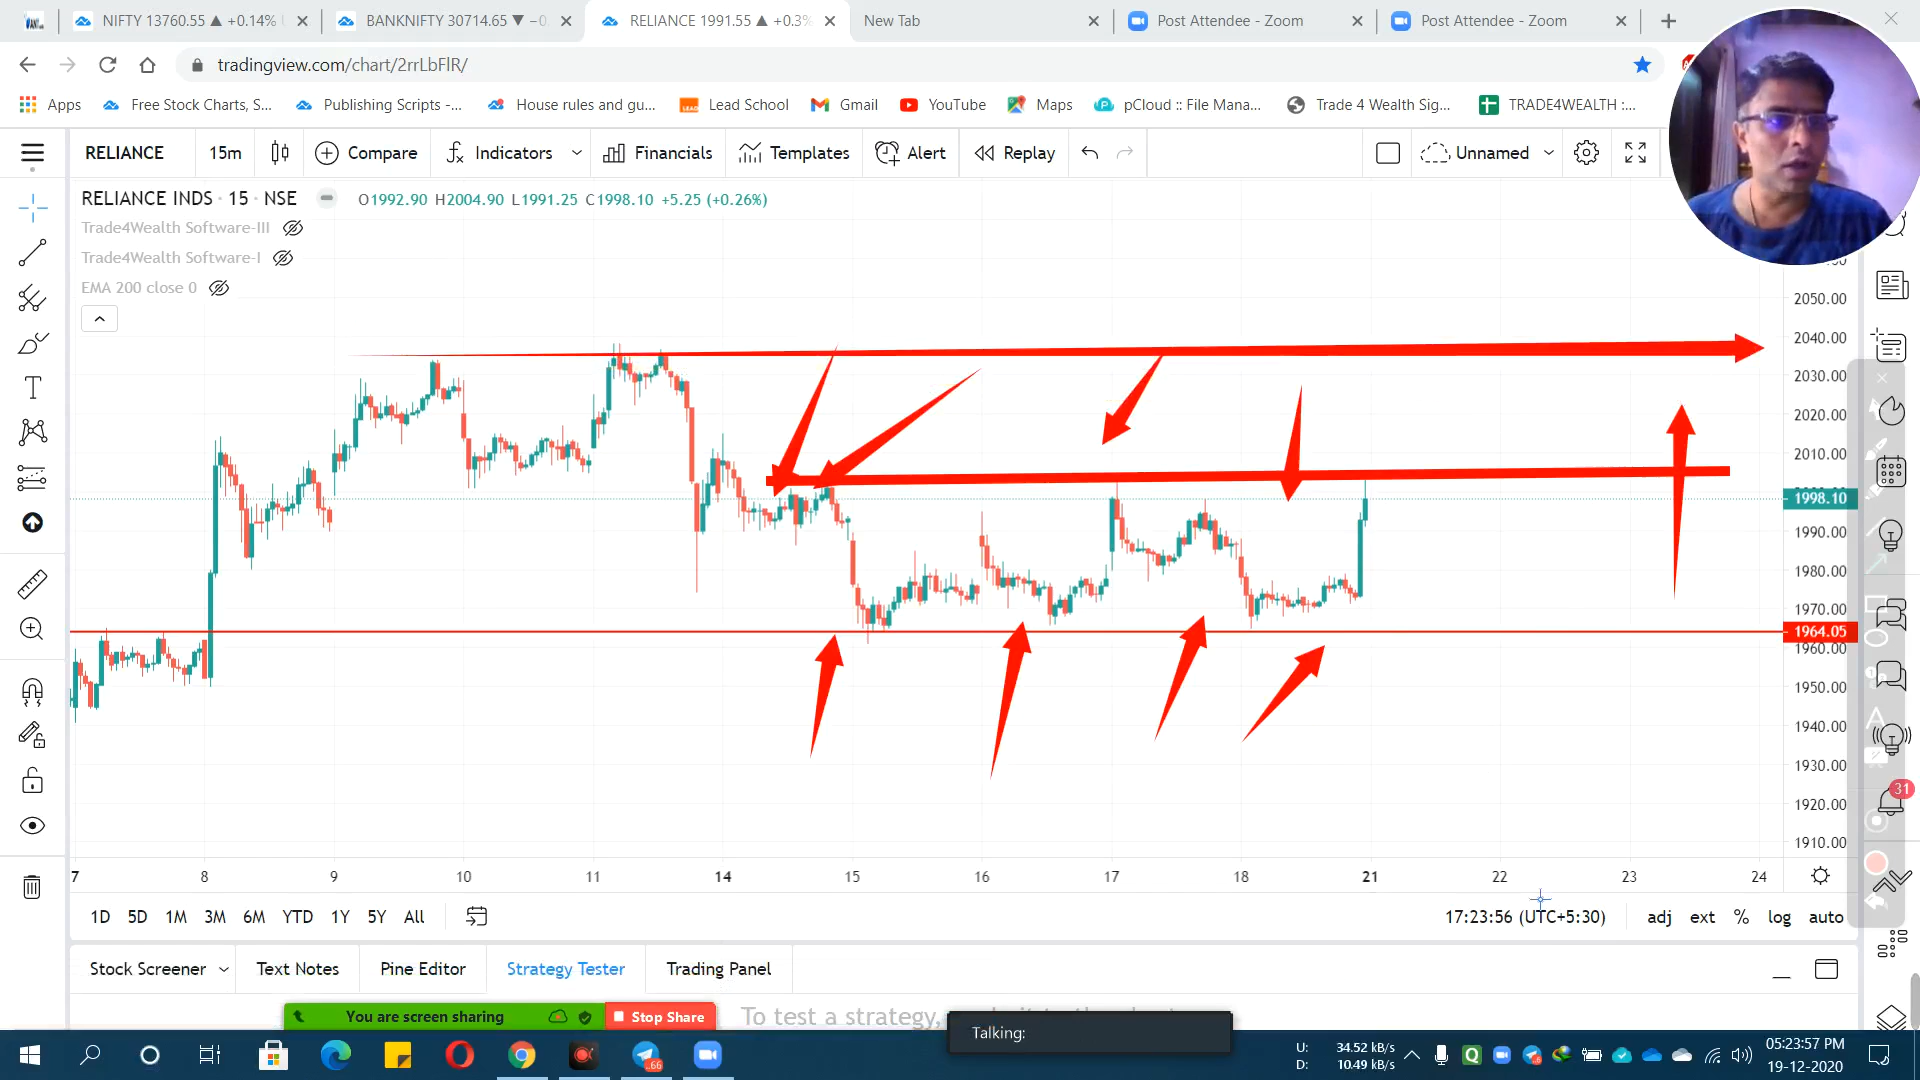 NIFTY 13760.55 ▲ +0.14%
BANKNIFTY 30714.65 ▼ −0.
RELIANCE 1991.55 ▲ +0.3%
New Tab
Post Attendee - Zoom
Post Attendee - Zoom
tradingview.com/chart/2rrLbFlR/
Apps
Free Stock Charts, S...
Publishing Scripts -...
House rules and gu...
LEAD Lead School
Gmail
YouTube
Maps
pCloud :: File Mana...
Trade 4 Wealth Sig...
TRADE4WEALTH :...
RELIANCE
15m
Compare
Indicators
Financials
Templates
Alert
Replay
Unnamed
RELIANCE INDS · 15 · NSE
O1992.90 H2004.90 L1991.25 C1998.10 +5.25 (+0.26%)
Trade4Wealth Software-III
Trade4Wealth Software-I
EMA 200 close 0
2050.00
2040.00
2030.00
2020.00
2010.00
1998.10
1990.00
1980.00
1970.00
1964.05
1960.00
1950.00
1940.00
1930.00
1920.00
1910.00
31
7 8 9 10 11 14 15 16 17 18 21 22 23 24
1D 5D 1M 3M 6M YTD 1Y 5Y All
17:23:56 (UTC+5:30)
adj ext % log auto
Stock Screener
Text Notes
Pine Editor
Strategy Tester
Trading Panel
To test a strategy,
You are screen sharing
Stop Share
Talking:
66
U: 34.52 kB/s
D: 10.49 kB/s
05:23:57 PM
19-12-2020